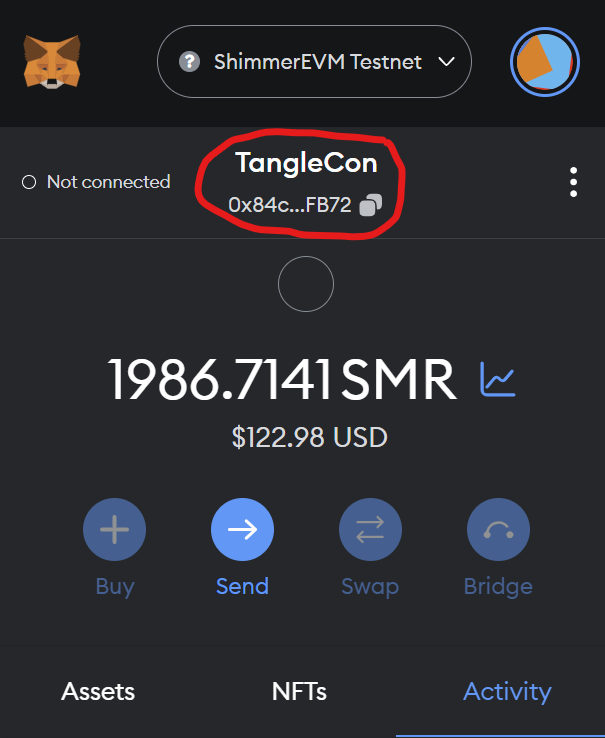 ShimmerEVM Testnet
Not connected
TangleCon
0x84c...FB72
1986.7141 SMR
$122.98 USD
Buy
Send
Swap
Bridge
Assets
NFTs
Activity